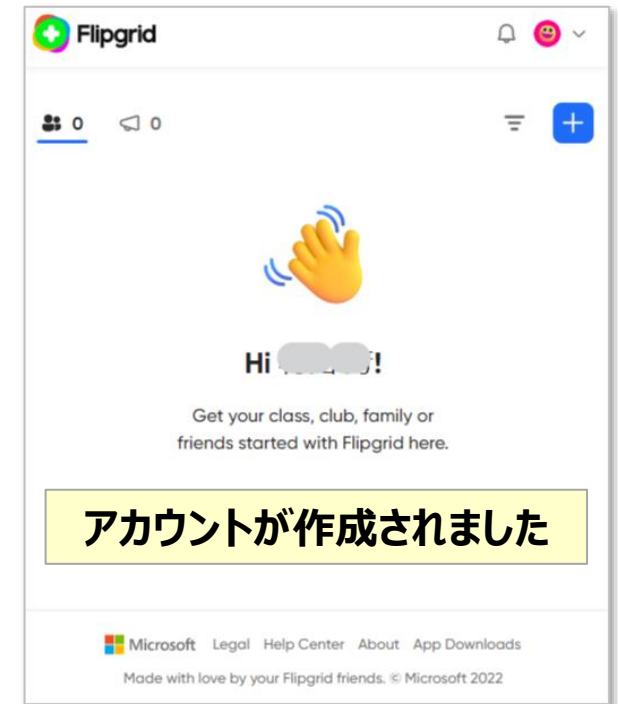 Flipgrid
0 0
Hi !
Get your class, club, family or
friends started with Flipgrid here.
アカウントが作成されました
Microsoft Legal Help Center About App Downloads
Made with love by your Flipgrid friends. © Microsoft 2022